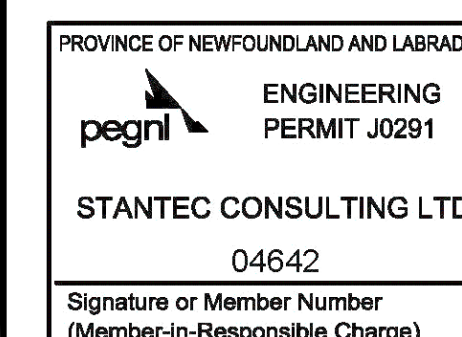 PROVINCE OF NEWFOUNDLAND AND LABRAD
pegnl
ENGINEERING
PERMIT J0291
STANTEC CONSULTING LTD
04642
Signature or Member Number
(Member-in-Responsible Charge)